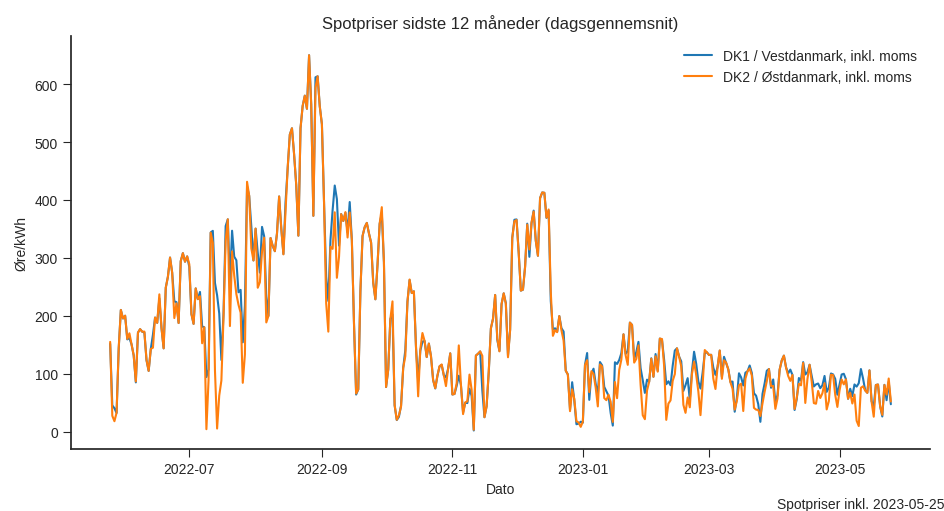 Spotpriser sidste 12 måneder (dagsgennemsnit)
DK1 / Vestdanmark, inkl. moms
DK2 / Østdanmark, inkl. moms
Øre/kWh
600
500
400
300
200
100
0
2022-07
2022-09
2022-11
2023-01
2023-03
2023-05
Dato
Spotpriser inkl. 2023-05-25